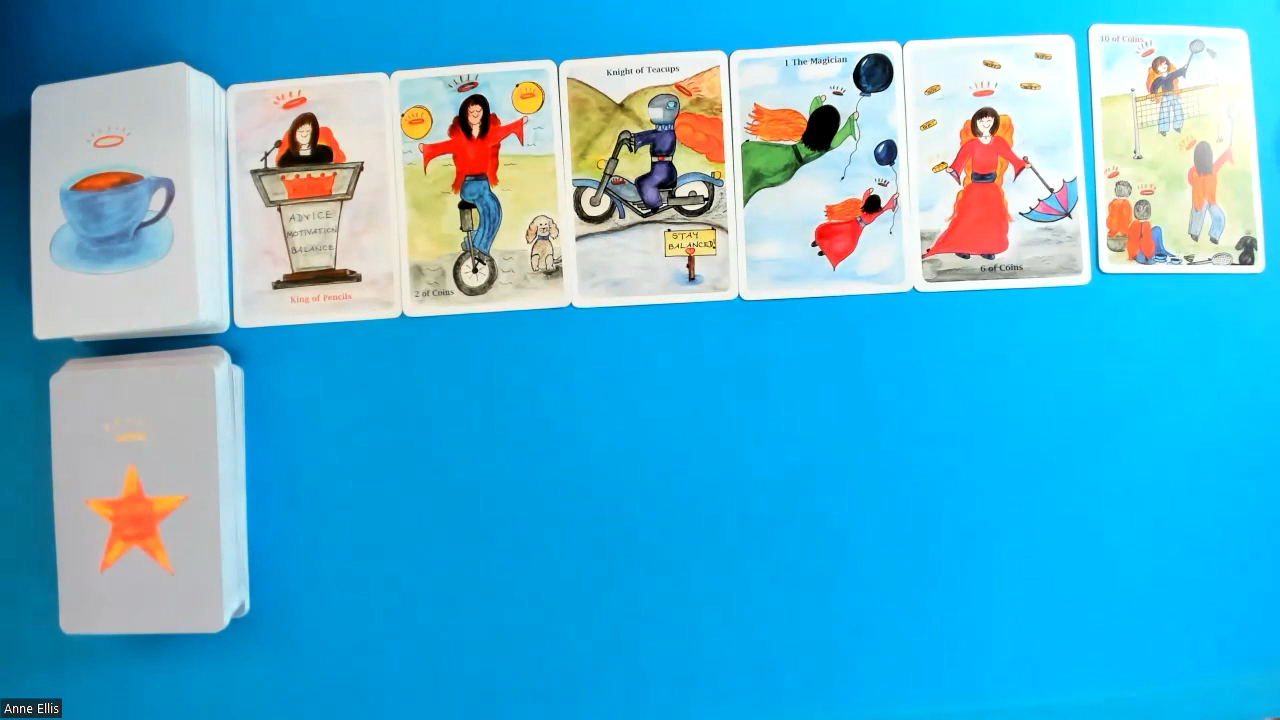 ADVICE
MOTIVATION
BALANCE
King of Pencils
2 of Coins
Knight of Teacups
STAY
BALANCED
1 The Magician
6 of Coins
10 of Coins
Anne Ellis